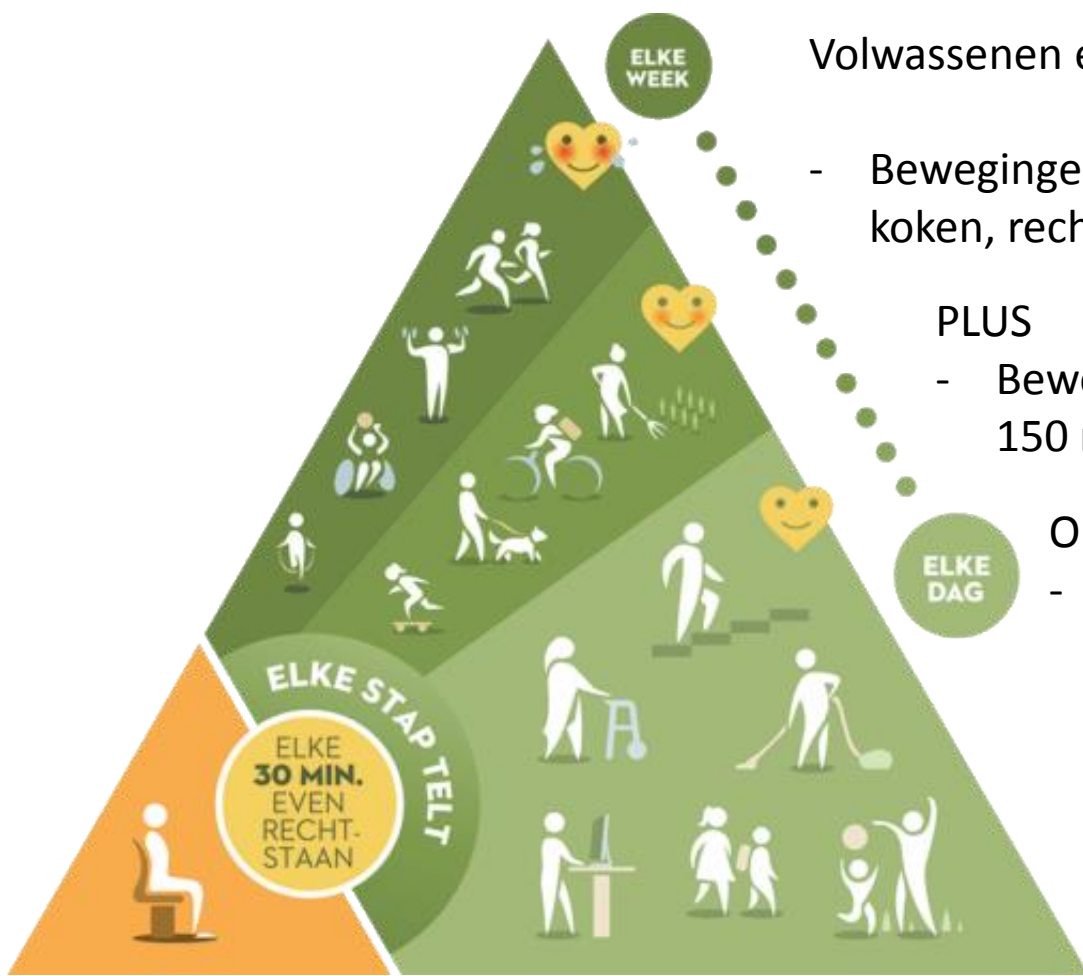 ELKE
WEEK
Volwassenen
- Beweginge
koken, rech
PLUS
- Bewe
150
ELKE
DAG
-
ELKE STAP TELT
ELKE
30 MIN.
EVEN
RECHT-
STAAN